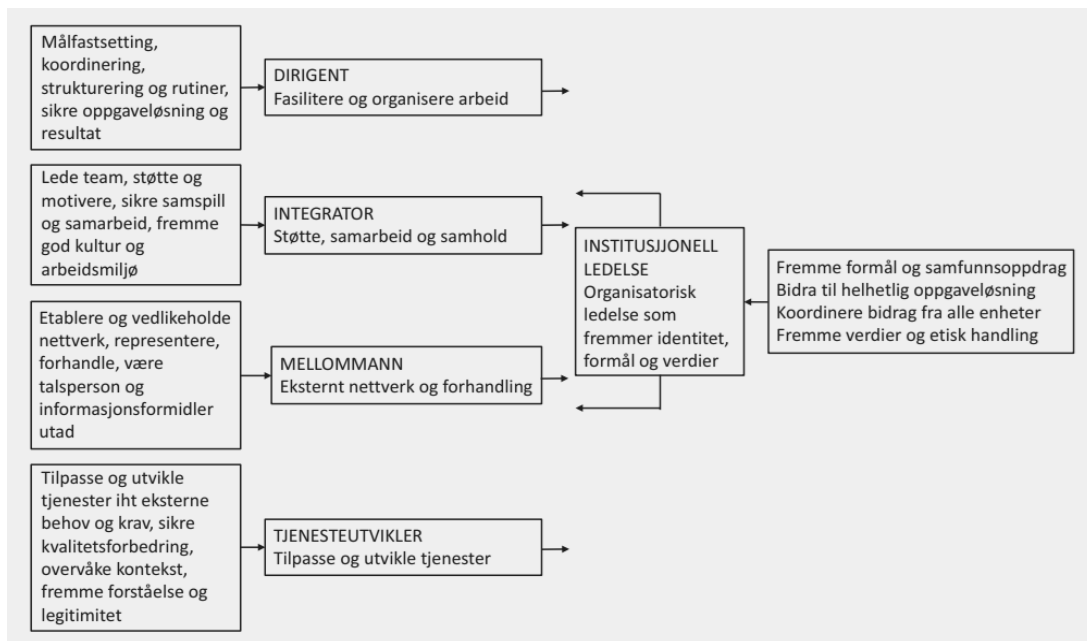 Målfastsetting,
koordinering,
strukturering og rutiner,
sikre oppgaveløsning og
resultat
DIRIGENT
Fasilitere og organisere arbeid
Lede team, støtte og
motivere, sikre samspill
og samarbeid, fremme
god kultur og
arbeidsmiljø
INTEGRATOR
Støtte, samarbeid og samhold
Etablere og vedlikeholde
nettverk, representere,
forhandle, være
talsperson og
informasjonsformidler
utad
MELLOMMANN
Eksternt nettverk og forhandling
Tilpasse og utvikle
tjenester iht eksterne
behov og krav, sikre
kvalitetsforbedring,
overvåke kontekst,
fremme forståelse og
legitimitet
TJENESTEUTVIKLER
Tilpasse og utvikle tjenester
INSTITUSJJONELL
LEDELSE
Organisatorisk
ledelse som
fremmer identitet,
formål og verdier
Fremme formål og samfunnsoppdrag
Bidra til helhetlig oppgaveløsning
Koordinere bidrag fra alle enheter
Fremme verdier og etisk handling